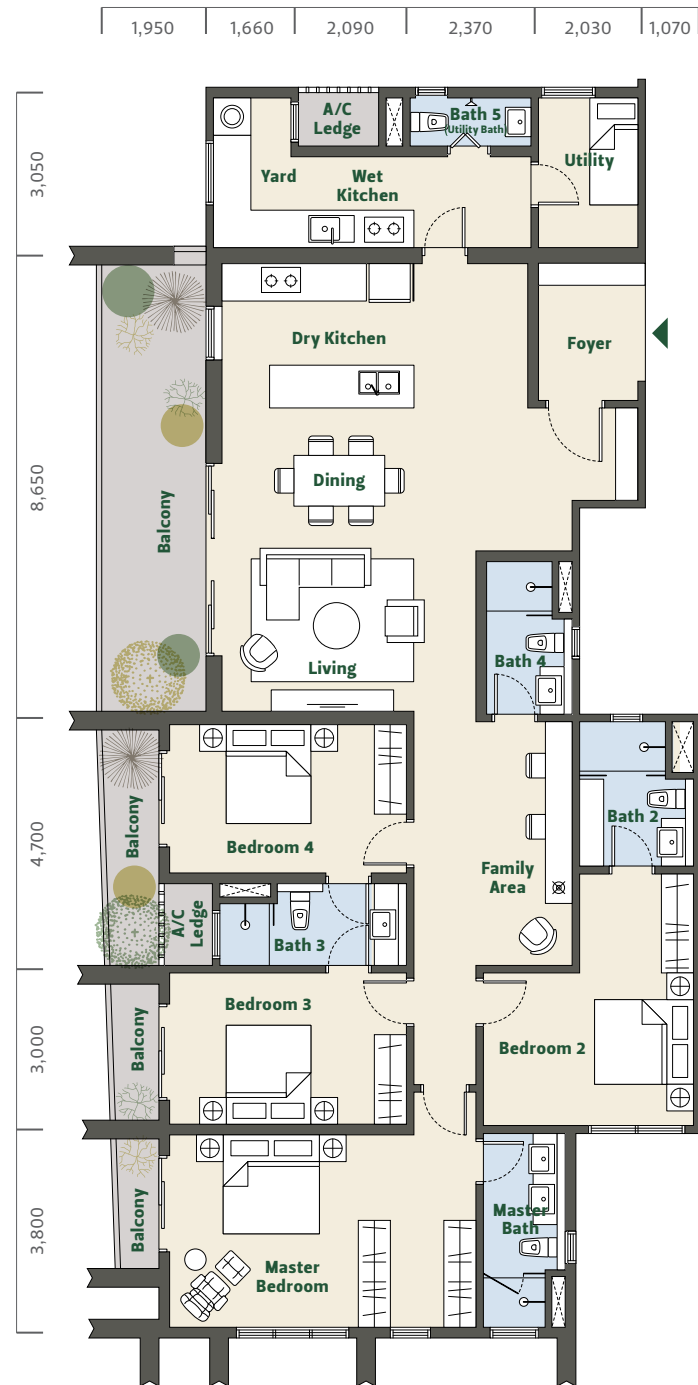 1,950
1,660
2,090
2,370
2,030
1,070
3,050
8,650
4,700
3,000
3,800
A/C
Ledge
Bath 5
(Utility Bath)
Utility
Yard
Wet
Kitchen
Dry Kitchen
Foyer
Dining
Balcony
Living
Bath 4
Balcony
Bedroom 4
Bath 2
Family
Area
A/C
Ledge
Bath 3
Bedroom 3
Balcony
Bedroom 2
Balcony
Master
Bath
Master
Bedroom